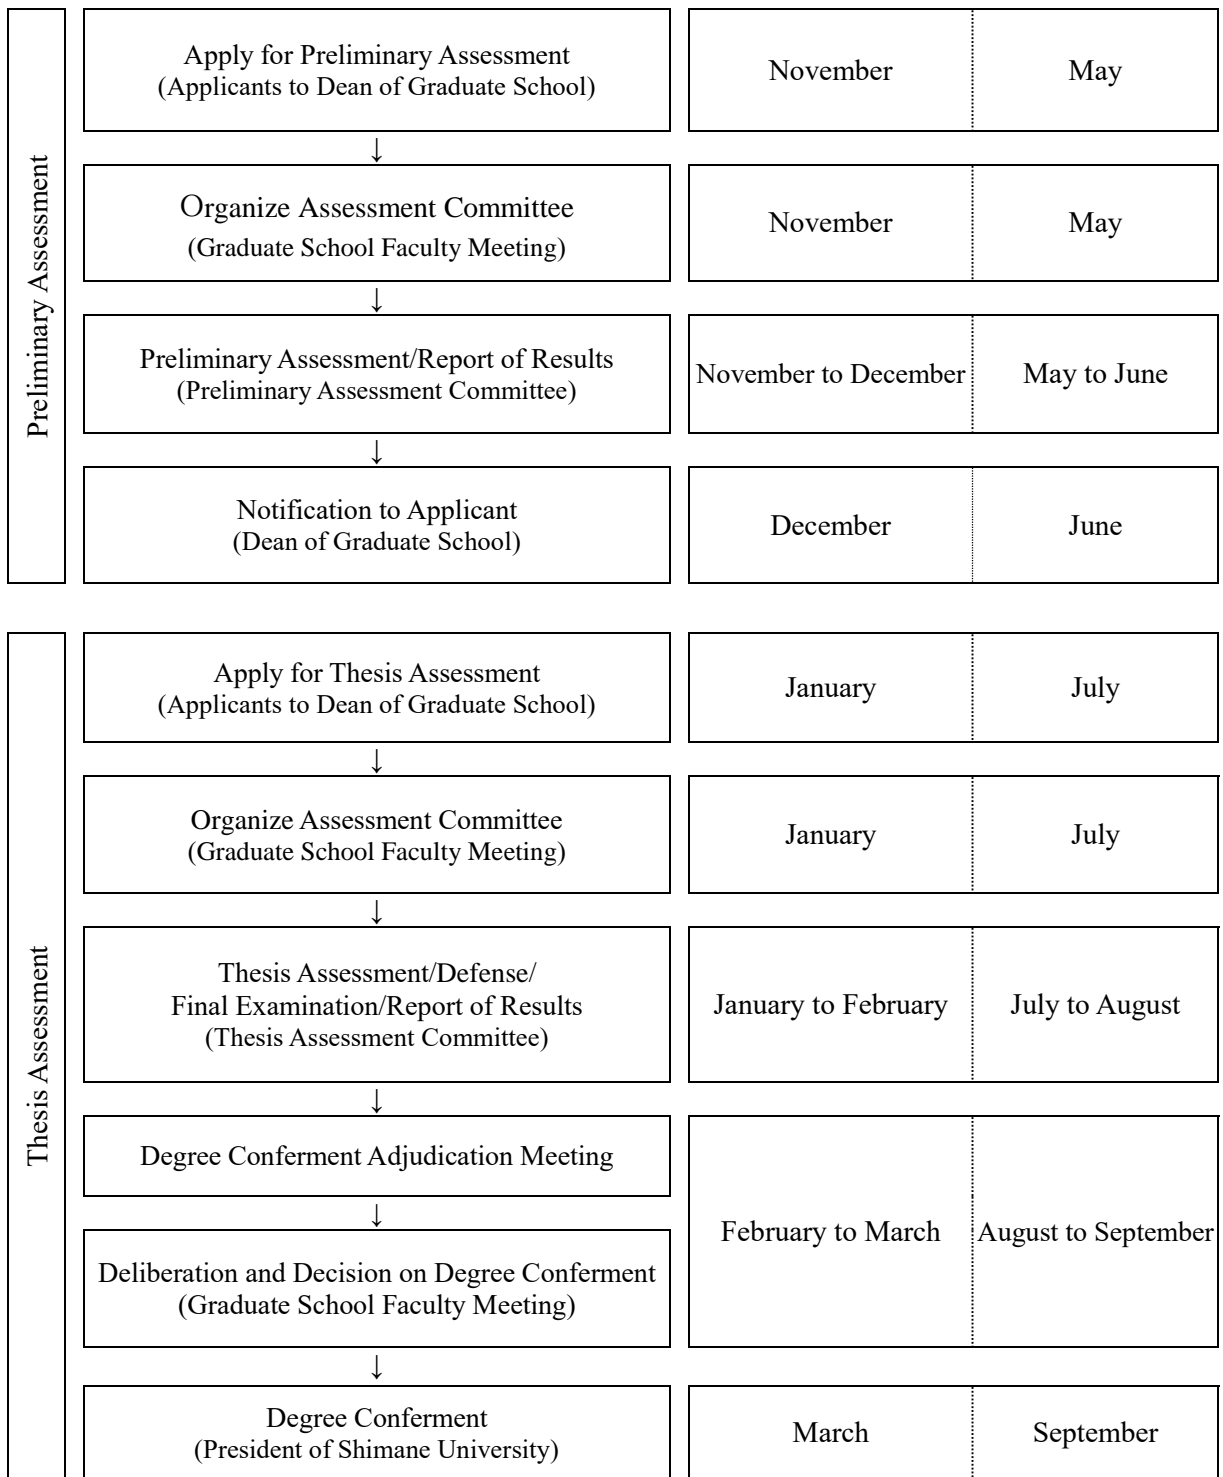 Preliminary Assessment
Apply for Preliminary Assessment
(Applicants to Dean of Graduate School)
November
May
↓
Organize Assessment Committee
(Graduate School Faculty Meeting)
November
May
↓
Preliminary Assessment/Report of Results
(Preliminary Assessment Committee)
November to December
May to June
↓
Notification to Applicant
(Dean of Graduate School)
December
June
Thesis Assessment
Apply for Thesis Assessment
(Applicants to Dean of Graduate School)
January
July
↓
Organize Assessment Committee
(Graduate School Faculty Meeting)
January
July
↓
Thesis Assessment/Defense/
Final Examination/Report of Results
(Thesis Assessment Committee)
January to February
July to August
↓
Degree Conferment Adjudication Meeting
↓
Deliberation and Decision on Degree Conferment
(Graduate School Faculty Meeting)
February to March
August to September
↓
Degree Conferment
(President of Shimane University)
March
September